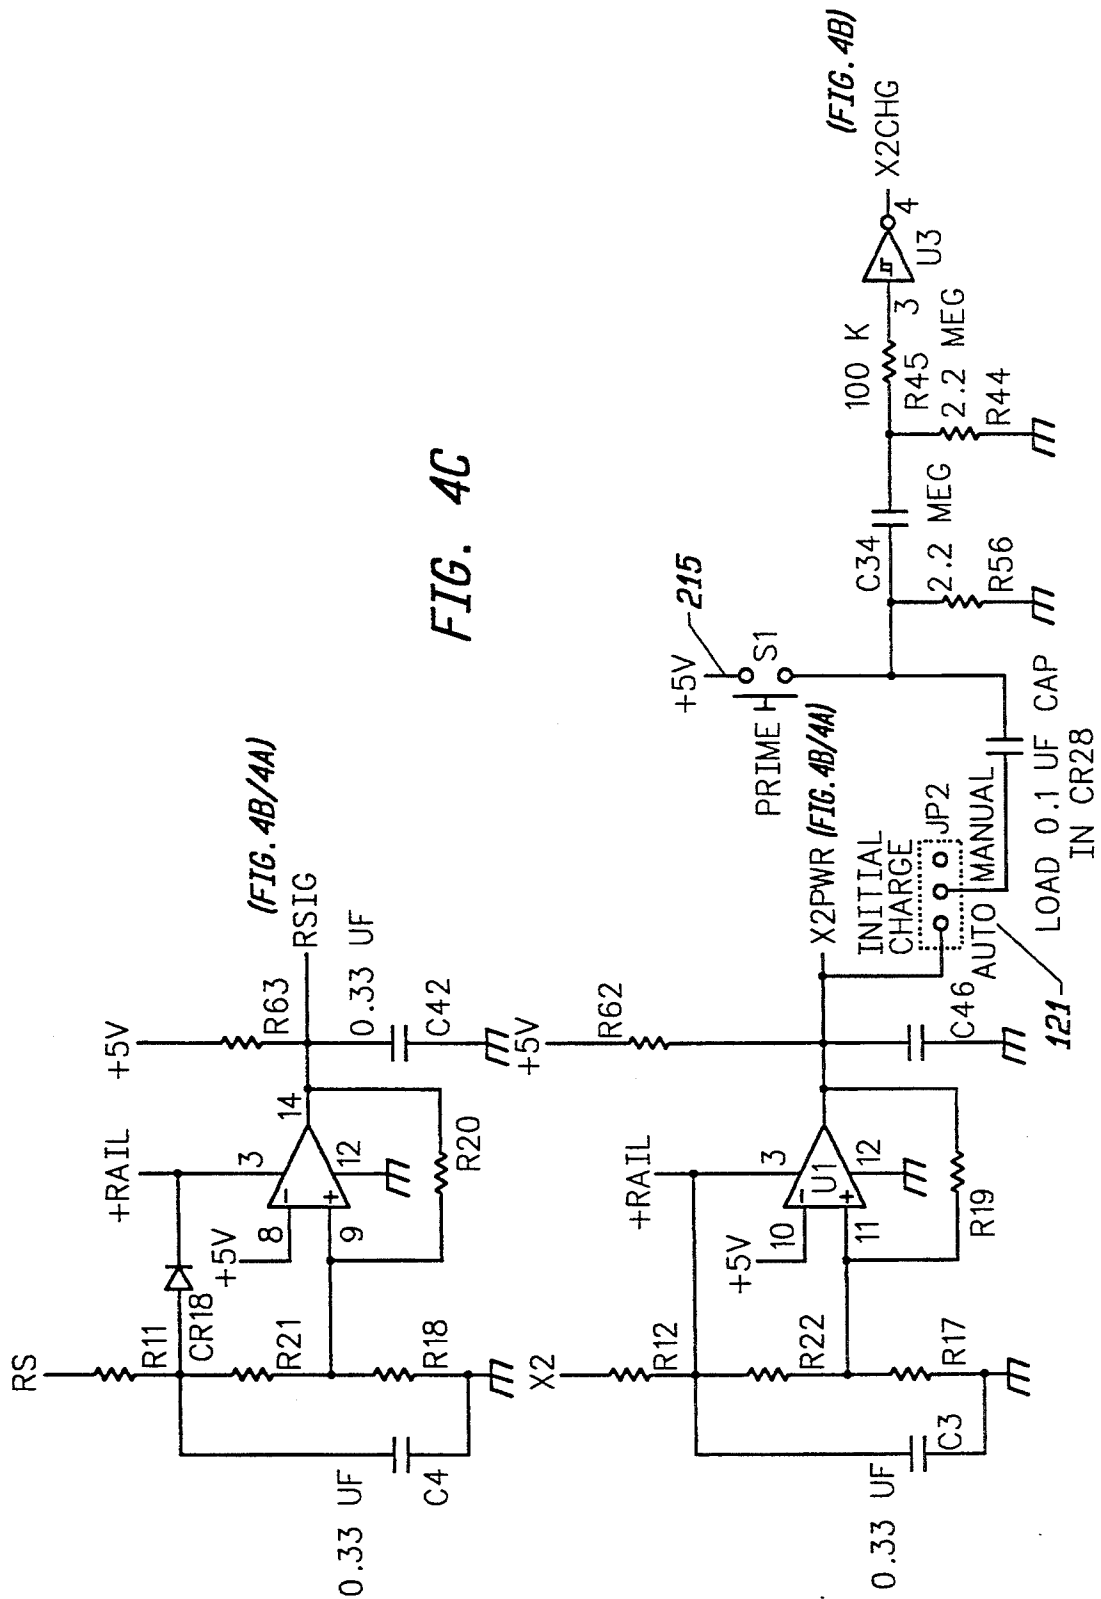 FIG. 4C
RS
R11
CR18
R21
R18
0.33 UF
C4
+5V
8
9
+RAIL
3
12
14
R20
+5V
R63
0.33 UF
C42
RSIG
(FIG. 4B/4A)
X2
R12
R22
R17
0.33 UF
C3
+5V
10
11
+RAIL
3
U1
12
R19
+5V
R62
C46
X2PWR (FIG. 4B/4A)
INITIAL
CHARGE
JP2
AUTO MANUAL
121
LOAD 0.1 UF CAP
IN CR28
+5V
215
PRIME
S1
C34
2.2 MEG
R56
100 K
R45
2.2 MEG
R44
3
U3
4
X2CHG
(FIG. 4B)